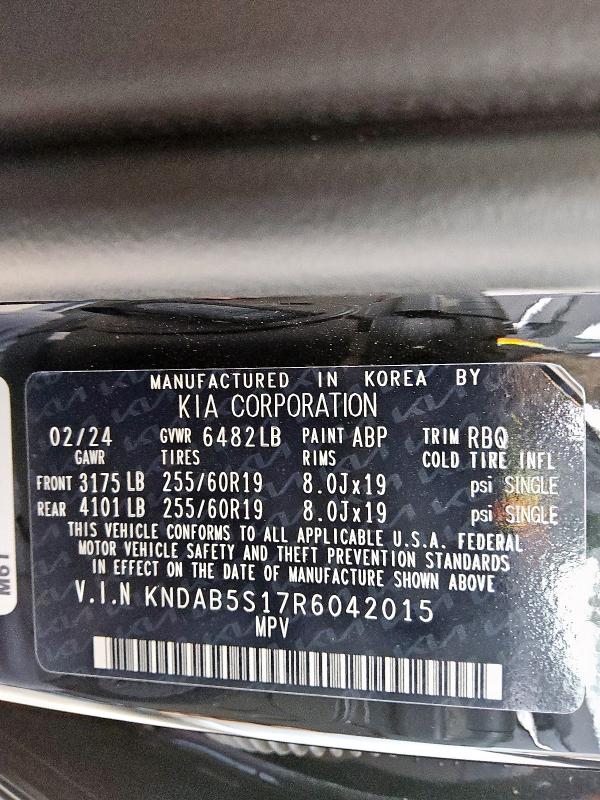 MANUFACTURED IN KOREA BY
KIA CORPORATION
02/24 GVWR 6482LB PAINT ABP TRIM RBQ
GAWR TIRES RIMS COLD TIRE INFL
FRONT 3175 LB 255/60R19 8.0Jx19 psi SINGLE
REAR 4101 LB 255/60R19 8.0Jx19 psi SINGLE
THIS VEHICLE CONFORMS TO ALL APPLICABLE U.S.A. FEDERAL
MOTOR VEHICLE SAFETY AND THEFT PREVENTION STANDARDS
IN EFFECT ON THE DATE OF MANUFACTURE SHOWN ABOVE
V.I.N KNDAB5S17R6042015
MPV